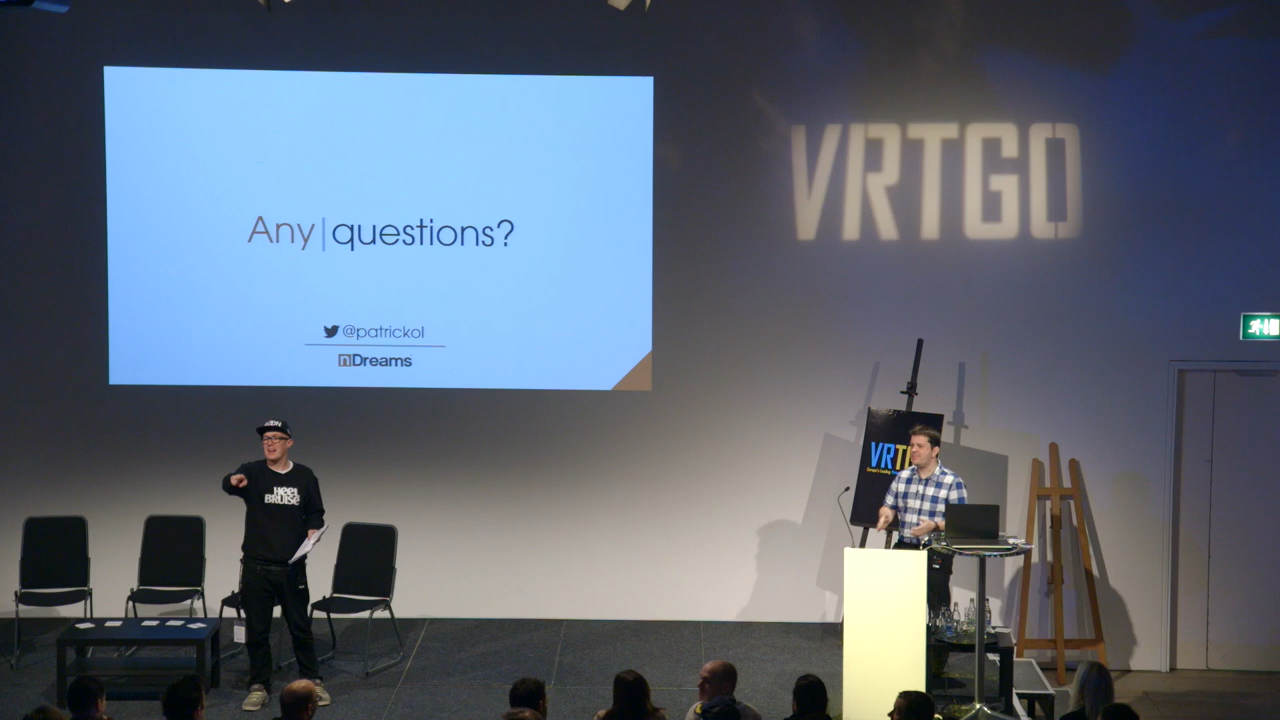 Any|questions?
@patrickol
nDreams
VRTGO
HEEL
BRUISE